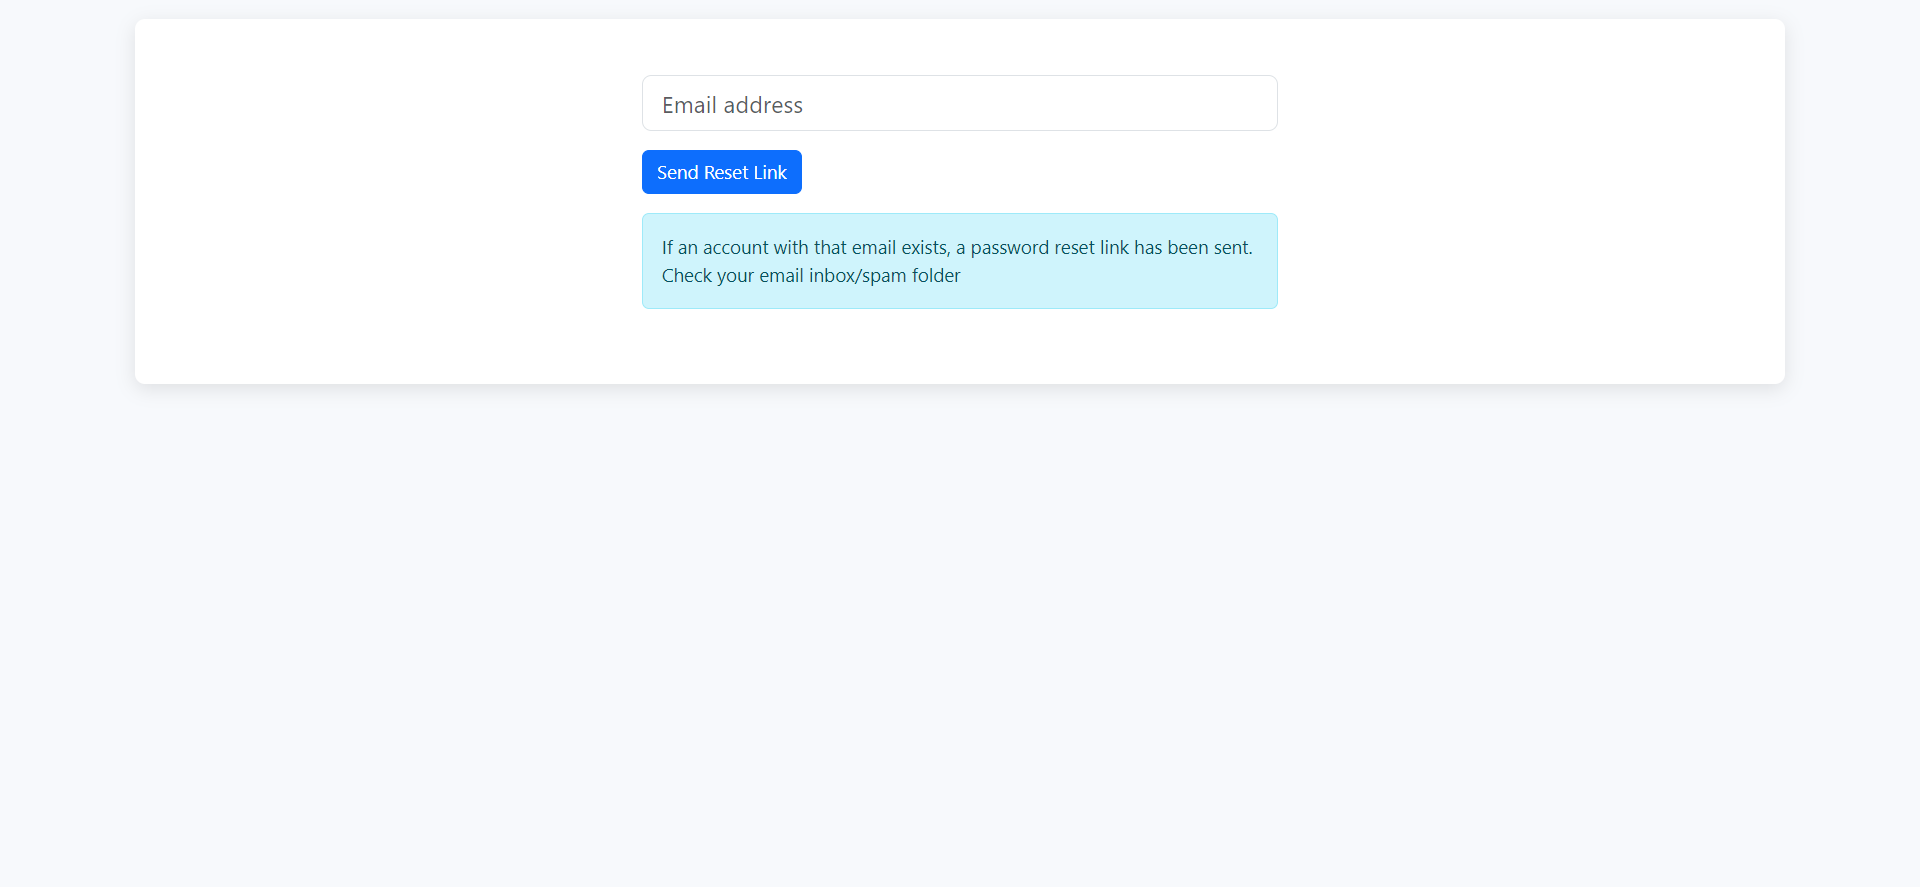 Email address
Send Reset Link
If an account with that email exists, a password reset link has been sent.
Check your email inbox/spam folder